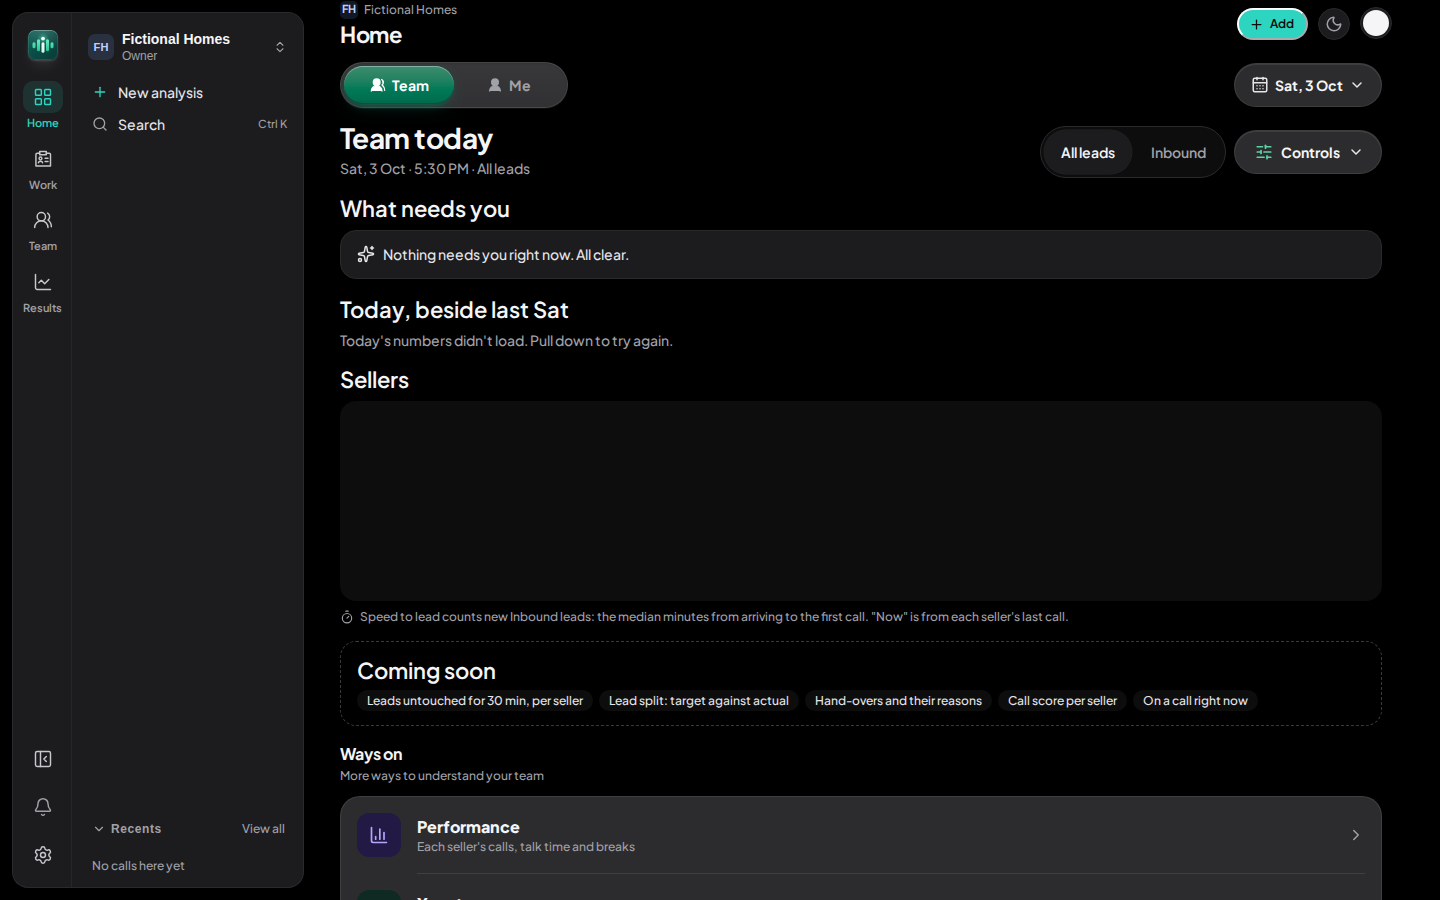 Fictional Homes
Owner
FH
New analysis
Search
Ctrl K
Home
Work
Team
Results
Recents
View all
No calls here yet
FH
Fictional Homes
Home
Add
Team
Me
Sat, 3 Oct
Team today
Sat, 3 Oct · 5:30 PM · All leads
All leads
Inbound
Controls
What needs you
Nothing needs you right now. All clear.
Today, beside last Sat
Today's numbers didn't load. Pull down to try again.
Sellers
Speed to lead counts new Inbound leads: the median minutes from arriving to the first call. "Now" is from each seller's last call.
Coming soon
Leads untouched for 30 min, per seller
Lead split: target against actual
Hand-overs and their reasons
Call score per seller
On a call right now
Ways on
More ways to understand your team
Performance
Each seller's calls, talk time and breaks